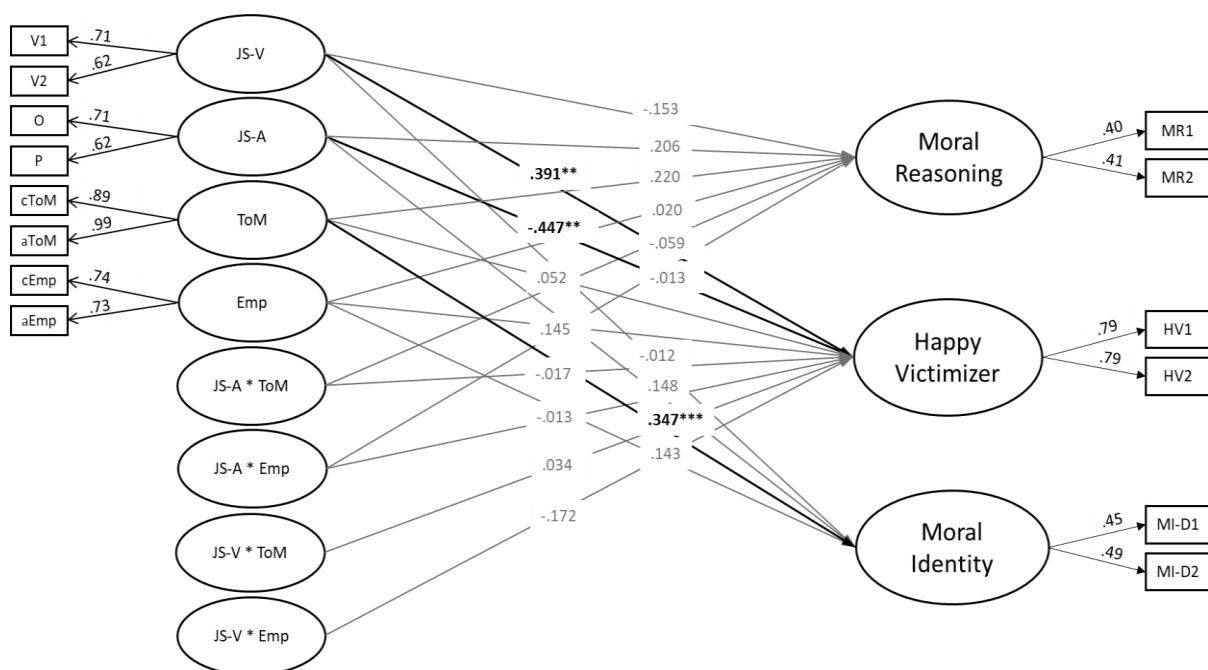 V1
.71
V2
.62
JS-V
O
.71
P
.62
JS-A
cToM
.89
aToM
.99
ToM
cEmp
.74
aEmp
.73
Emp
JS-A * ToM
JS-A * Emp
JS-V * ToM
JS-V * Emp
-.153
.206
.391**
.220
.020
-.447**
-.059
.052
-.013
.145
-.012
-.017
.148
-.013
.347***
.034
.143
-.172
Moral
Reasoning
.40
MR1
.41
MR2
Happy
Victimizer
.79
HV1
.79
HV2
Moral
Identity
.45
MI-D1
.49
MI-D2